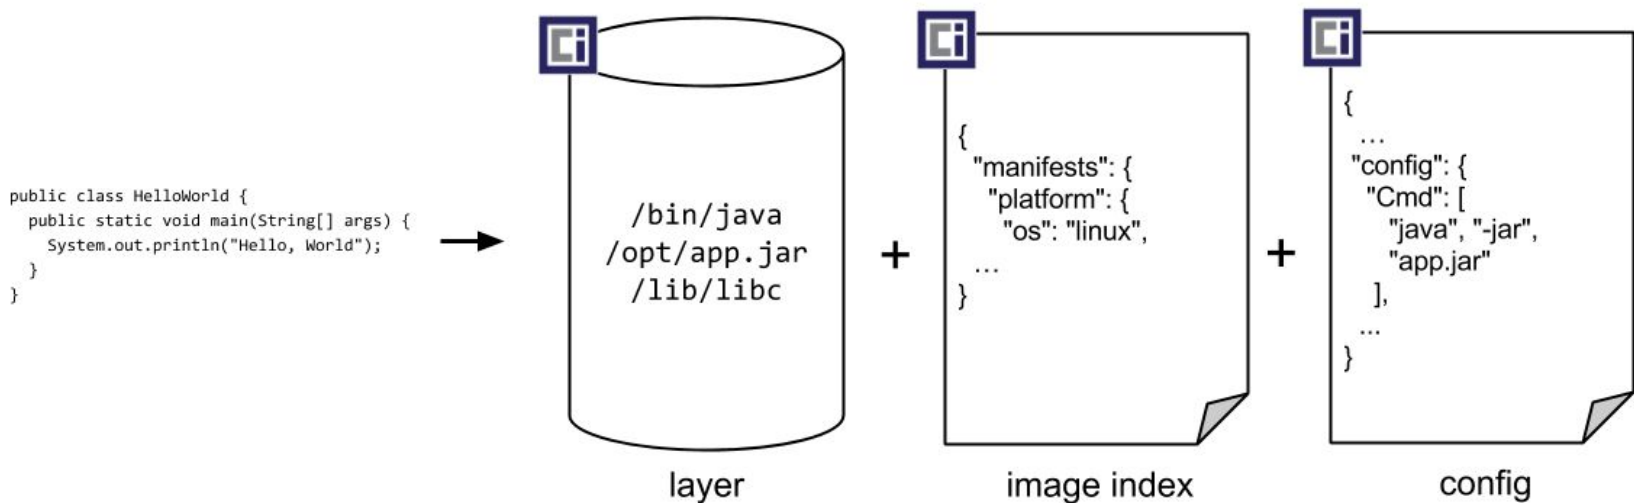 public class HelloWorld {
public static void main(String[] args) {
System.out.println("Hello, World");
}
}
/bin/java
/opt/app.jar
/lib/libc
layer
+
{
"manifests": {
"platform": {
"os": "linux",
...
}
image index
+
{
...
"config": {
"Cmd": [
"java", "-jar",
"app.jar"
],
...
}
config